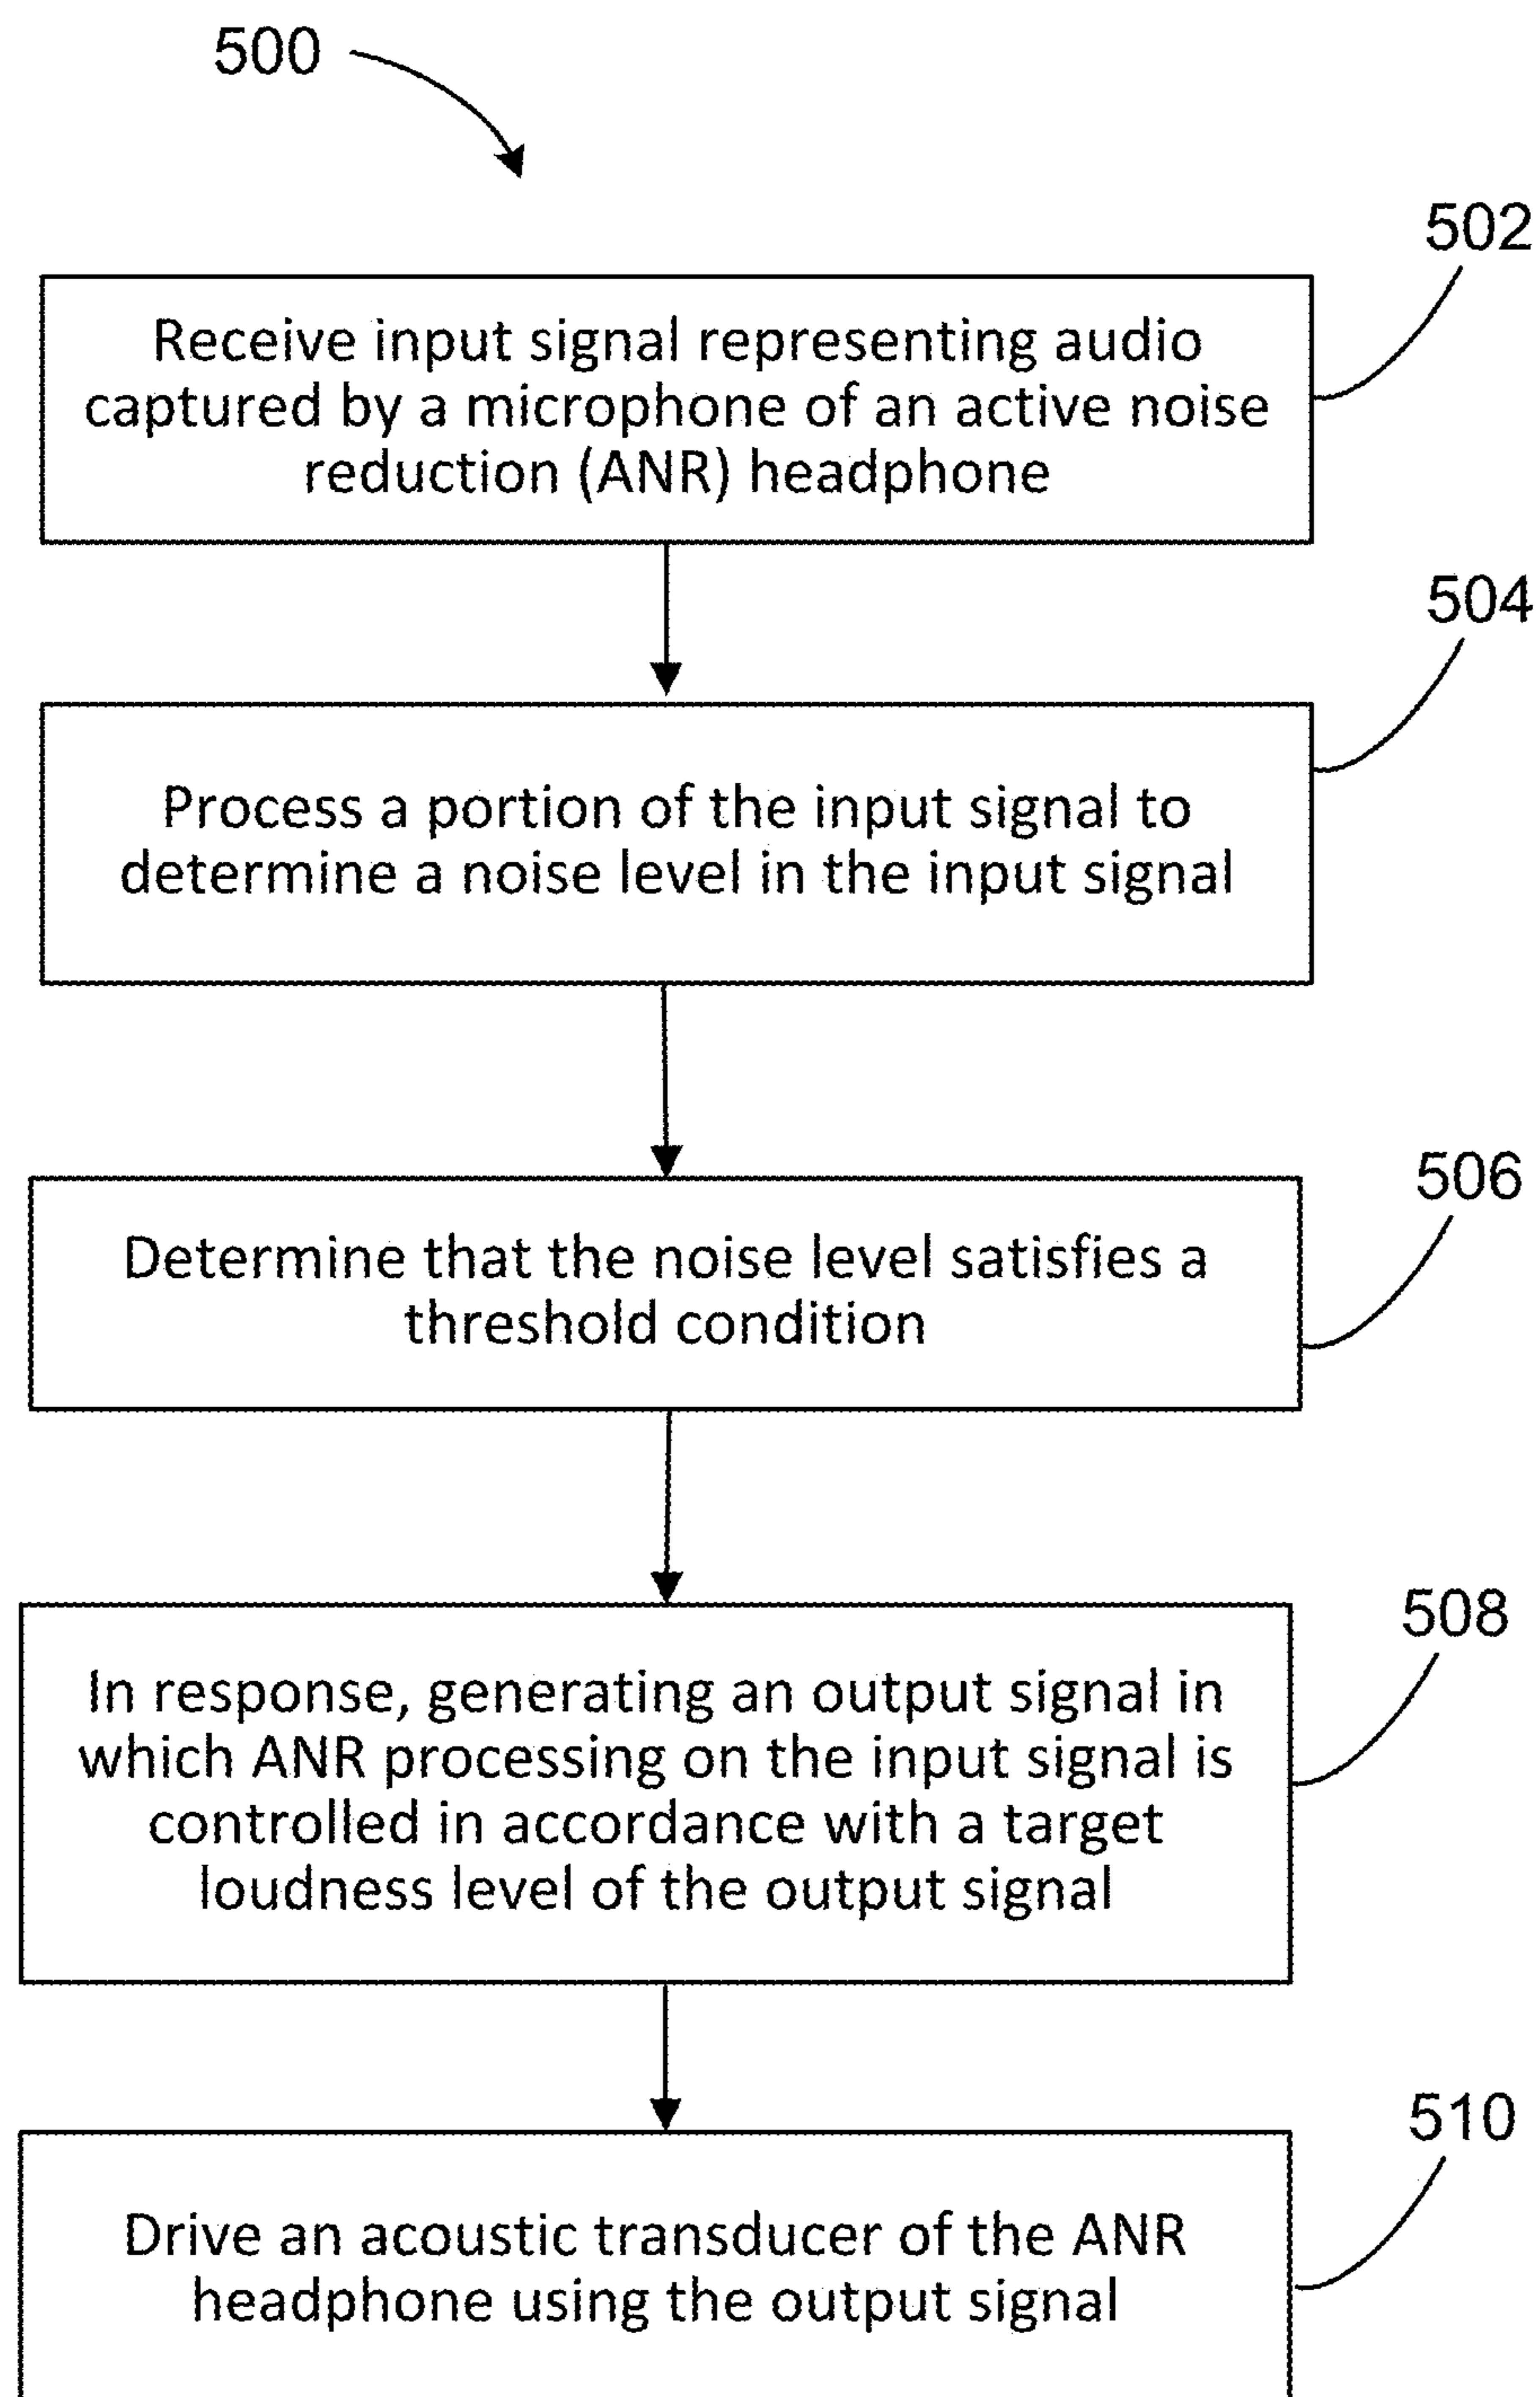 500
502
Receive input signal representing audio
captured by a microphone of an active noise
reduction (ANR) headphone
504
Process a portion of the input signal to
determine a noise level in the input signal
506
Determine that the noise level satisfies a
threshold condition
508
In response, generating an output signal in
which ANR processing on the input signal is
controlled in accordance with a target
loudness level of the output signal
510
Drive an acoustic transducer of the ANR
headphone using the output signal